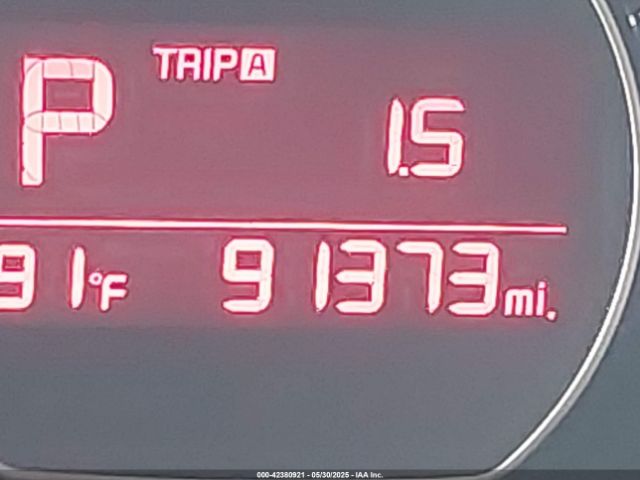 P TRIP A
1.5
91°F 91373 mi.
000-42380921 - 05/30/2025 - IAA Inc.